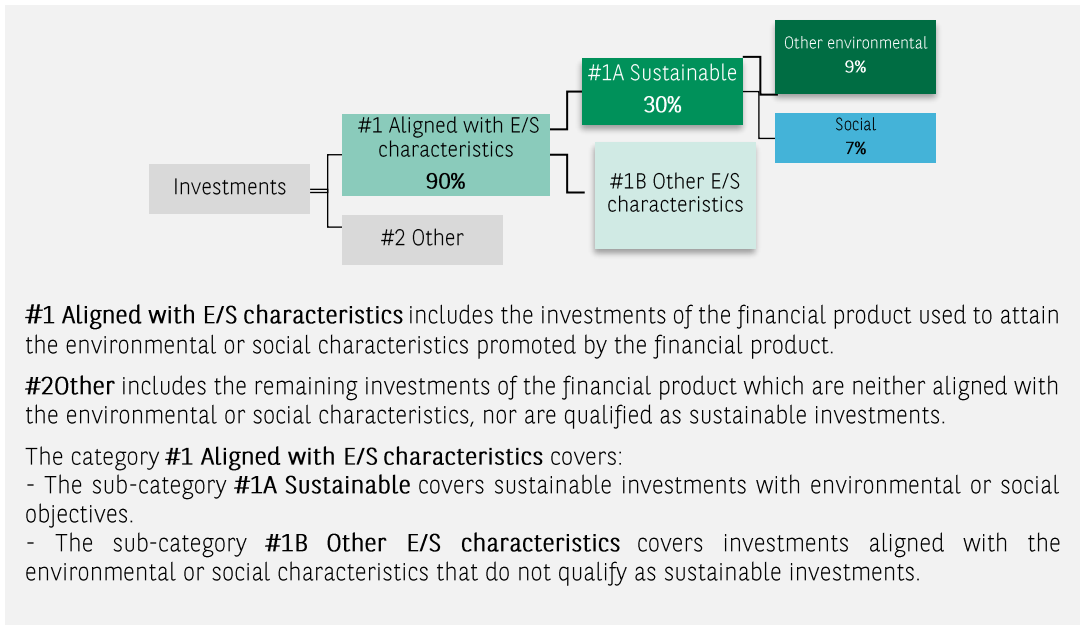 Other environmental
9%
#1A Sustainable
30%
Social
7%
#1 Aligned with E/S
characteristics
90%
Investments
#1B Other E/S
characteristics
#2 Other
#1 Aligned with E/S characteristics includes the investments of the financial product used to attain
the environmental or social characteristics promoted by the financial product.
#2Other includes the remaining investments of the financial product which are neither aligned with
the environmental or social characteristics, nor are qualified as sustainable investments.
The category #1 Aligned with E/S characteristics covers:
- The sub-category #1A Sustainable covers sustainable investments with environmental or social
objectives.
- The sub-category #1B Other E/S characteristics covers investments aligned with the
environmental or social characteristics that do not qualify as sustainable investments.